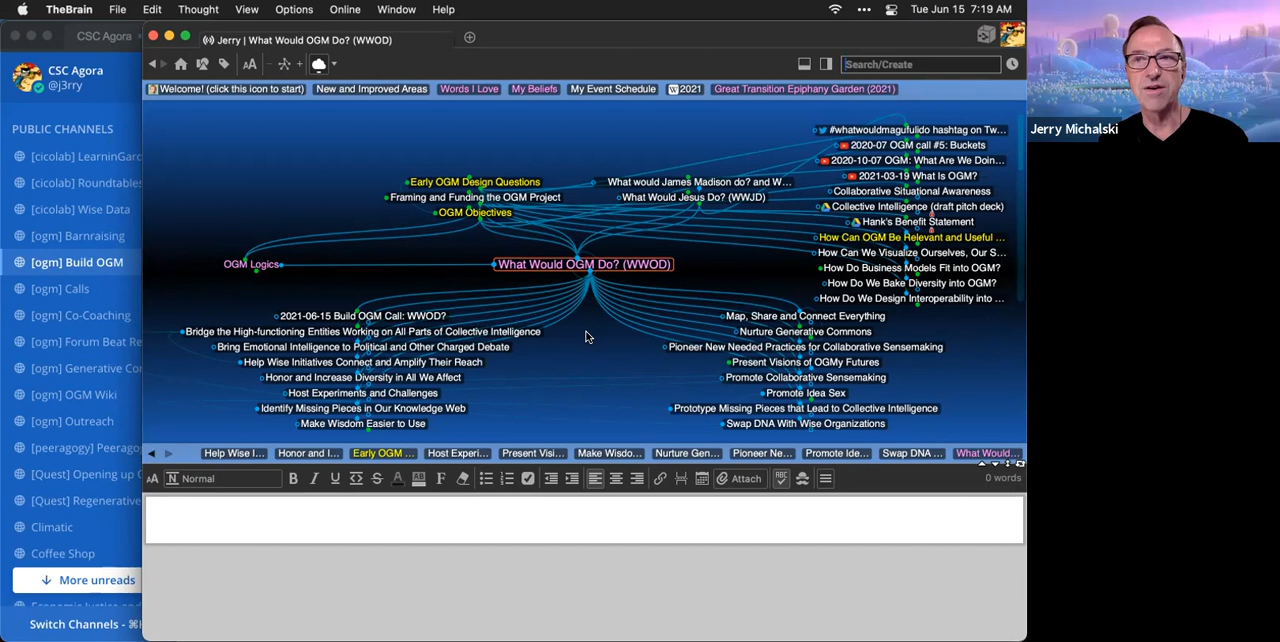 TheBrain File Edit Thought View Options Online Window Help Tue Jun 15 7:19 AM
CSC Agora
Jerry | What Would OGM Do? (WWOD)
CSC Agora
@j3rry
Search/Create
Welcome! (click this icon to start) New and Improved Areas Words I Love My Beliefs My Event Schedule 2021 Great Transition Epiphany Garden (2021)
PUBLIC CHANNELS
[cicolab] LearninGard
[cicolab] Roundtables
[cicolab] Wise Data
[ogm] Barnraising
[ogm] Build OGM
[ogm] Calls
[ogm] Co-Coaching
[ogm] Forum Beat Re
[ogm] Generative Co
[ogm] OGM Wiki
[ogm] Outreach
[peeragogy] Peerago
[Quest] Opening up
[Quest] Regenerative
Climatic
Coffee Shop
More unreads
Switch Channels -
Early OGM Design Questions
Framing and Funding the OGM Project
OGM Objectives
What would James Madison do? and W...
What Would Jesus Do? (WWJD)
#whatwouldmagufulido hashtag on Tw...
2020-07 OGM call #5: Buckets
2020-10-07 OGM: What Are We Doin...
2021-03-19 What Is OGM?
Collaborative Situational Awareness
Collective Intelligence (draft pitch deck)
Hank's Benefit Statement
How Can OGM Be Relevant and Useful ...
How Can We Visualize Ourselves, Our S...
How Do Business Models Fit into OGM?
How Do We Bake Diversity into OGM?
How Do We Design Interoperability into ...
OGM Logics
What Would OGM Do? (WWOD)
2021-06-15 Build OGM Call: WWOD?
Bridge the High-functioning Entities Working on All Parts of Collective Intelligence
Bring Emotional Intelligence to Political and Other Charged Debate
Help Wise Initiatives Connect and Amplify Their Reach
Honor and Increase Diversity in All We Affect
Host Experiments and Challenges
Identify Missing Pieces in Our Knowledge Web
Make Wisdom Easier to Use
Map, Share and Connect Everything
Nurture Generative Commons
Pioneer New Needed Practices for Collaborative Sensemaking
Present Visions of OGMy Futures
Promote Collaborative Sensemaking
Promote Idea Sex
Prototype Missing Pieces that Lead to Collective Intelligence
Swap DNA With Wise Organizations
Help Wise I... Honor and I... Early OGM ... Host Experi... Present Visi... Make Wisdo... Nurture Gen... Pioneer Ne... Promote Ide... Swap DNA ... What Would...
Normal B I U S A F Attach 0 words
Jerry Michalski